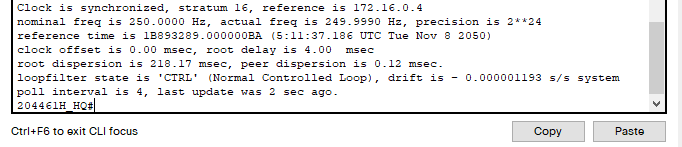 Clock is synchronized, stratum 16, reference is 172.16.0.4
nominal freq is 250.0000 Hz, actual freq is 249.9990 Hz, precision is 2**24
reference time is 1B893289.000000BA (5:11:37.186 UTC Tue Nov 8 2050)
clock offset is 0.00 msec, root delay is 4.00  msec
root dispersion is 218.17 msec, peer dispersion is 0.12 msec.
loopfilter state is 'CTRL' (Normal Controlled Loop), drift is - 0.000001193 s/s system
poll interval is 4, last update was 2 sec ago.
204461H_HQ#
Ctrl+F6 to exit CLI focus
Copy
Paste